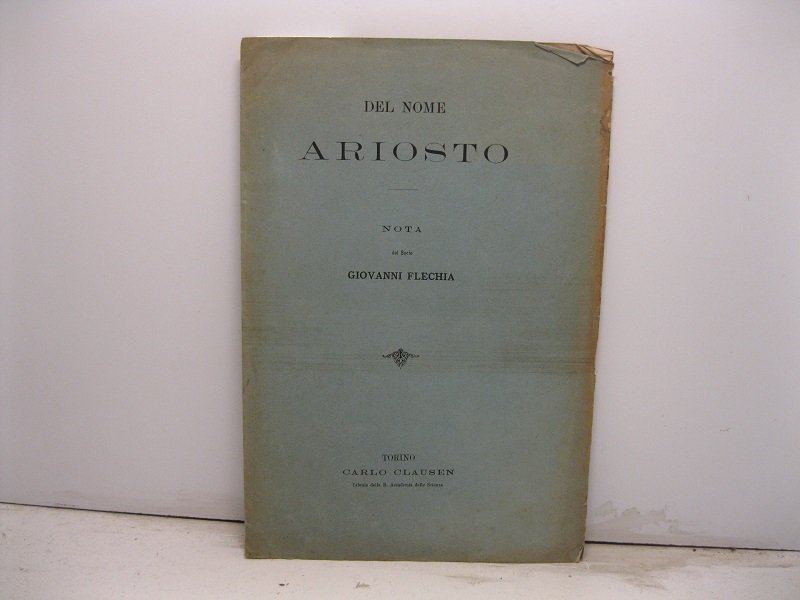 DEL NOME
ARIOSTO
NOTA
del Socio
GIOVANNI FLECHIA
TORINO
CARLO CLAUSEN
Libraio della R. Accademia delle Scienze